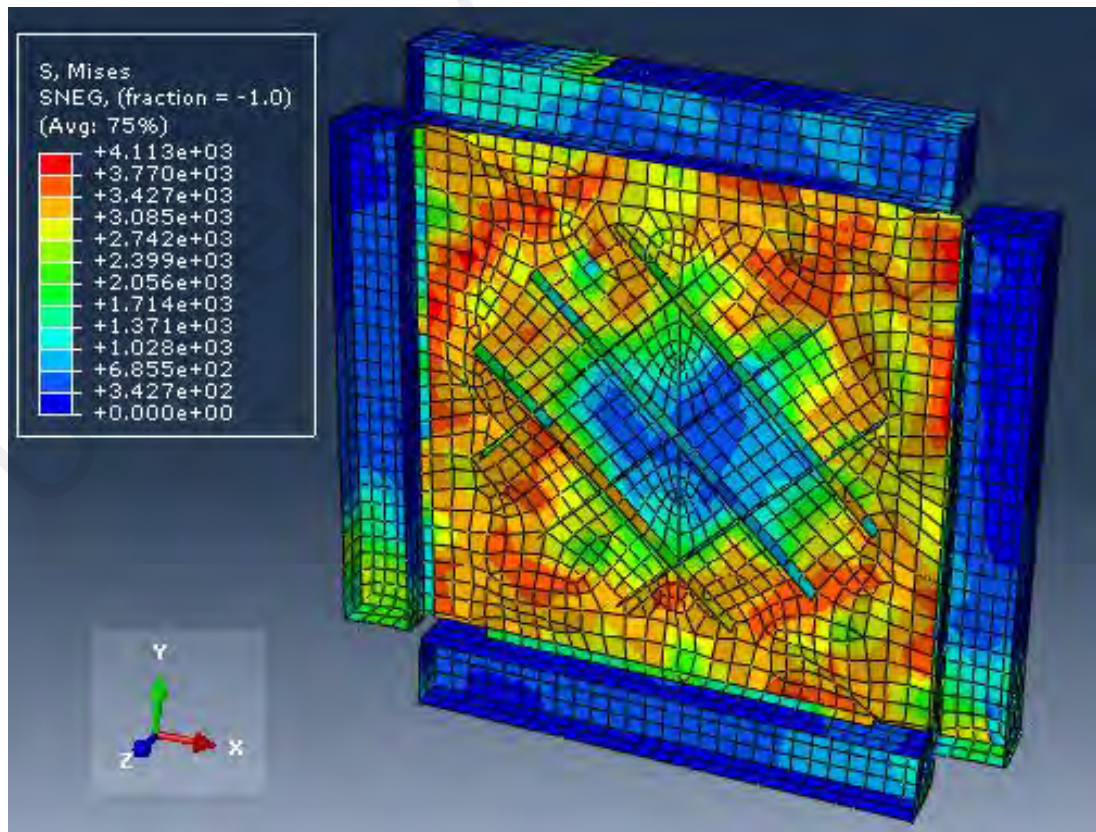 S, Mises
SNEG, (fraction = -1.0)
(Avg: 75%)
+4.113e+03
+3.770e+03
+3.427e+03
+3.085e+03
+2.742e+03
+2.399e+03
+2.056e+03
+1.714e+03
+1.371e+03
+1.028e+03
+6.855e+02
+3.427e+02
+0.000e+00
Y
Z
X